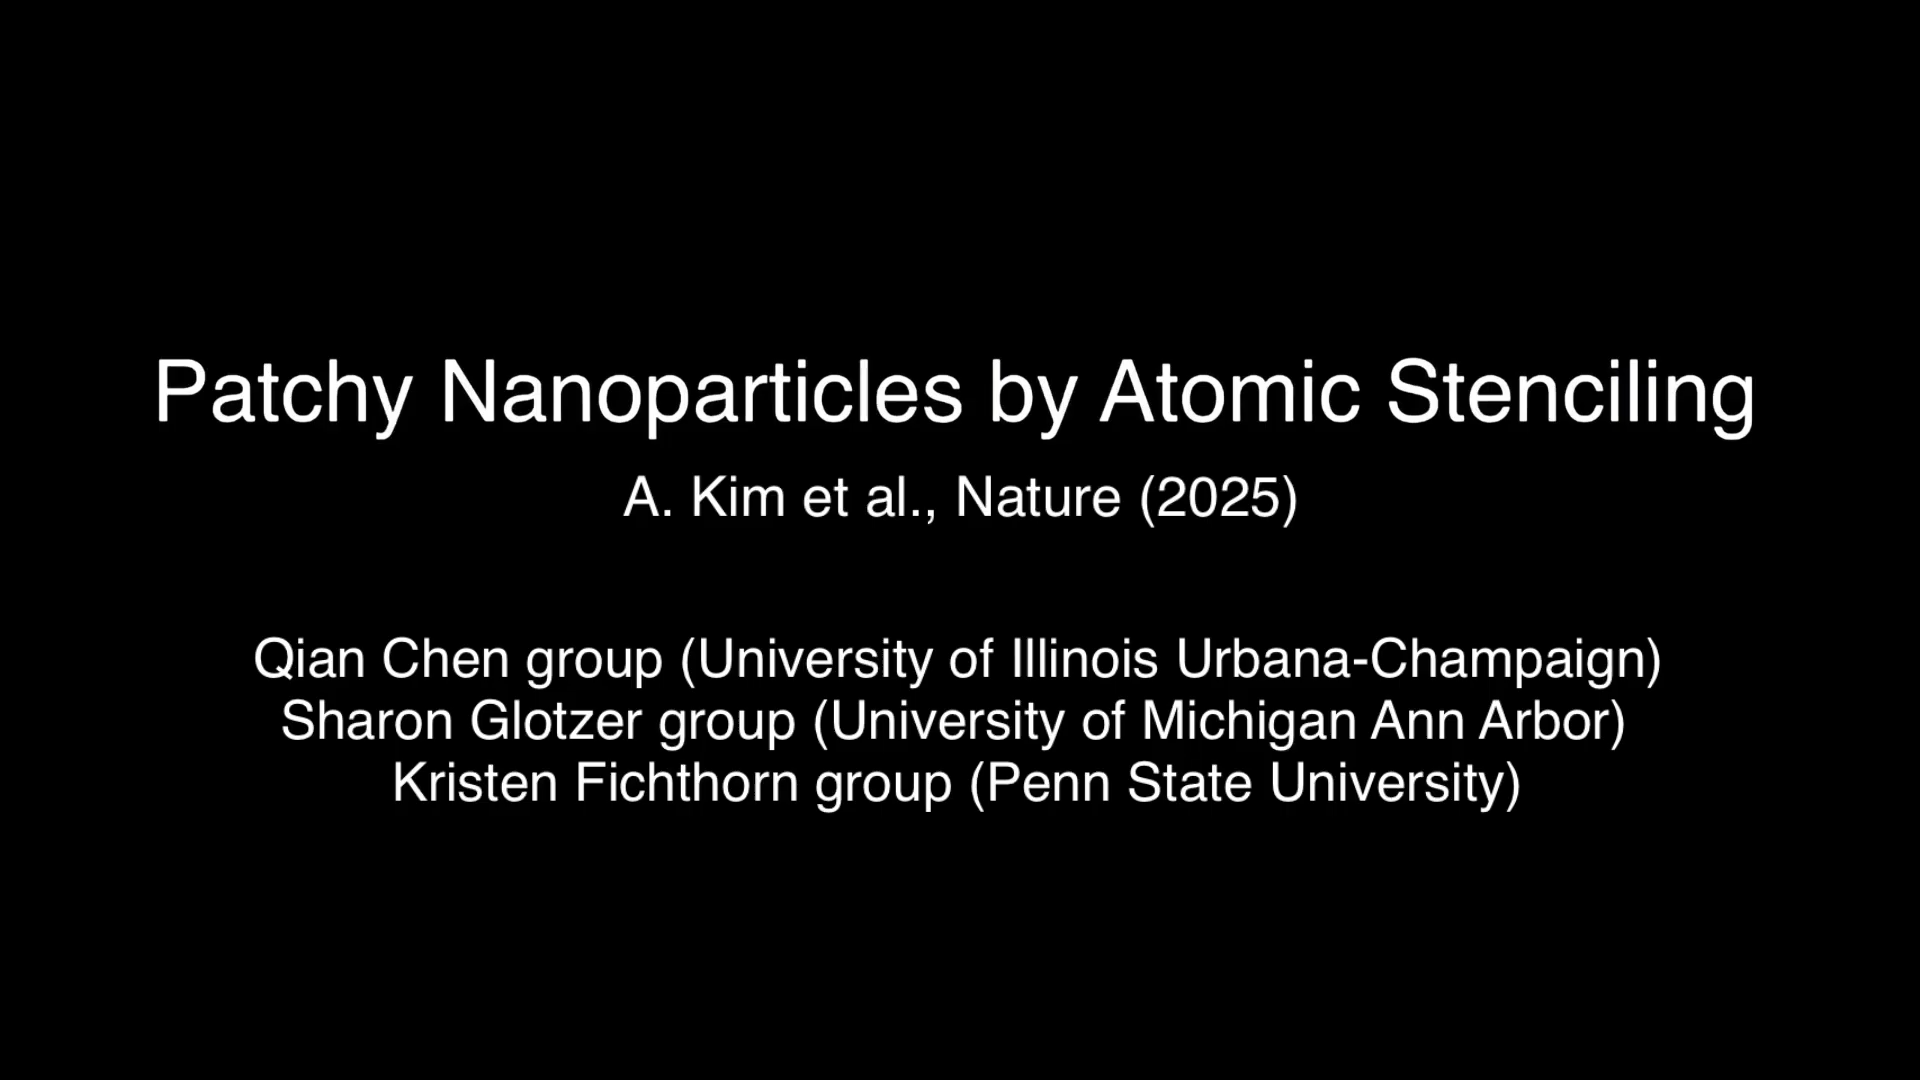 Patchy Nanoparticles by Atomic Stenciling
A. Kim et al., Nature (2025)
Qian Chen group (University of Illinois Urbana-Champaign)
Sharon Glotzer group (University of Michigan Ann Arbor)
Kristen Fichthorn group (Penn State University)